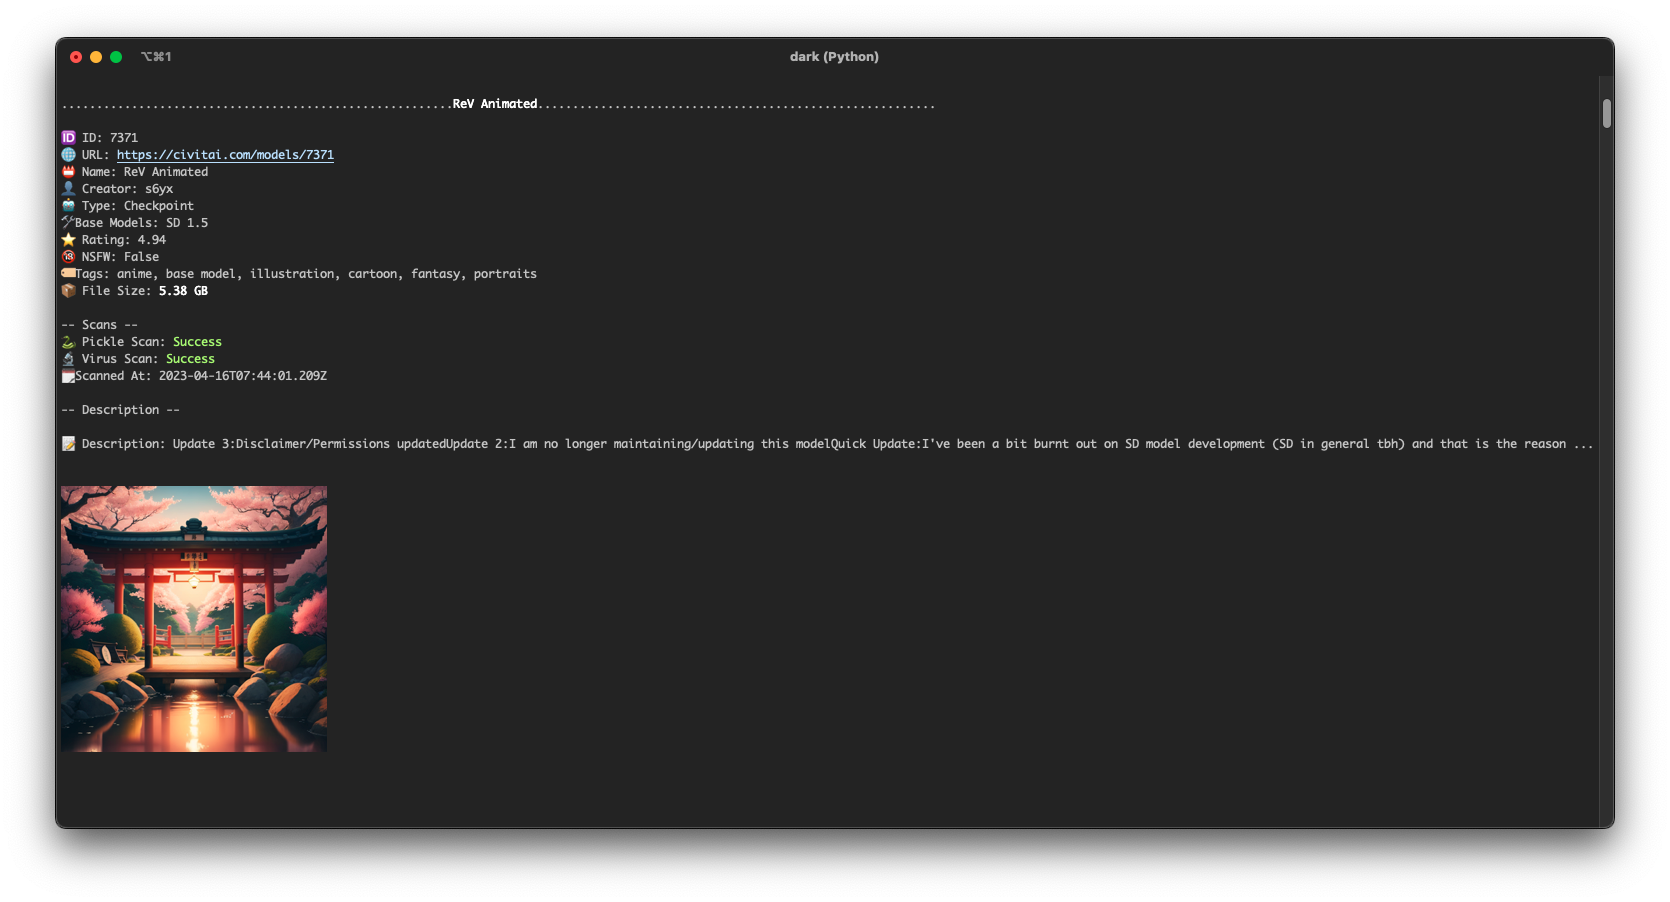 ⌥⌘1
dark (Python)
........................................................ReV Animated.........................................................
🆔 ID: 7371
🌐 URL: https://civitai.com/models/7371
📛 Name: ReV Animated
👤 Creator: s6yx
🤖 Type: Checkpoint
🛠Base Models: SD 1.5
⭐ Rating: 4.94
🔞 NSFW: False
🏷Tags: anime, base model, illustration, cartoon, fantasy, portraits
📦 File Size: 5.38 GB
-- Scans --
🐍 Pickle Scan: Success
🔬 Virus Scan: Success
🗓Scanned At: 2023-04-16T07:44:01.209Z
-- Description --
📝 Description: Update 3:Disclaimer/Permissions updatedUpdate 2:I am no longer maintaining/updating this modelQuick Update:I've been a bit burnt out on SD model development (SD in general tbh) and that is the reason ...